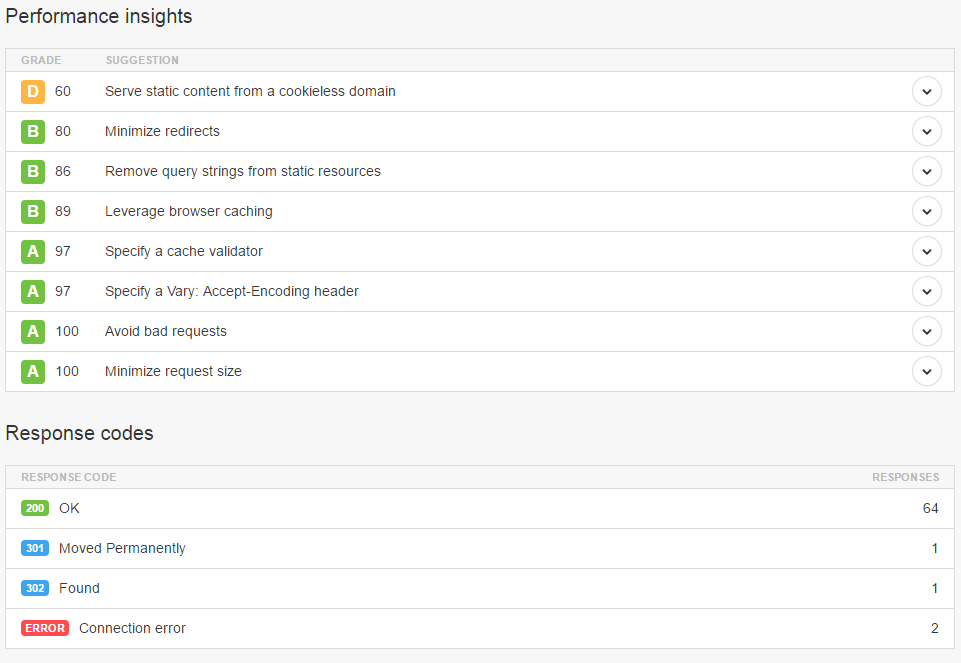 Performance insights
GRADE SUGGESTION
D 60 Serve static content from a cookieless domain
B 80 Minimize redirects
B 86 Remove query strings from static resources
B 89 Leverage browser caching
A 97 Specify a cache validator
A 97 Specify a Vary: Accept-Encoding header
A 100 Avoid bad requests
A 100 Minimize request size
Response codes
RESPONSE CODE RESPONSES
200 OK 64
301 Moved Permanently 1
302 Found 1
ERROR Connection error 2